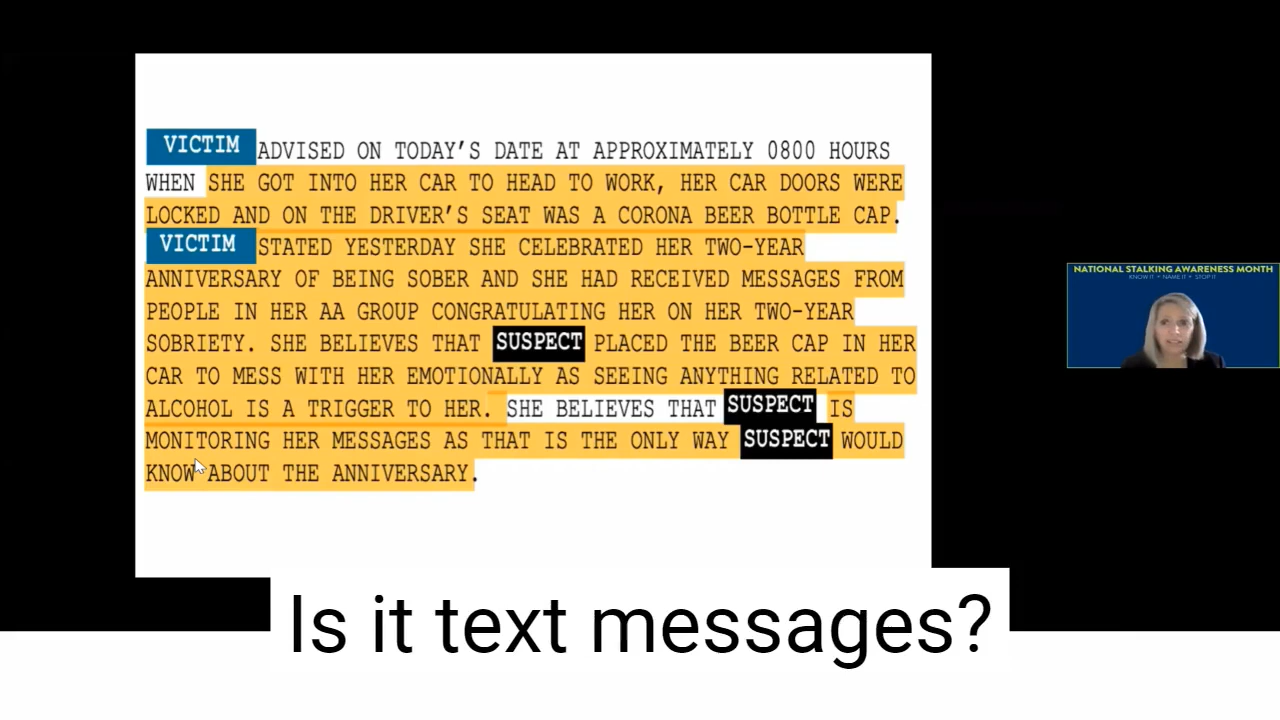 VICTIM ADVISED ON TODAY'S DATE AT APPROXIMATELY 0800 HOURS
WHEN SHE GOT INTO HER CAR TO HEAD TO WORK, HER CAR DOORS WERE
LOCKED AND ON THE DRIVER'S SEAT WAS A CORONA BEER BOTTLE CAP.
VICTIM STATED YESTERDAY SHE CELEBRATED HER TWO-YEAR
ANNIVERSARY OF BEING SOBER AND SHE HAD RECEIVED MESSAGES FROM
PEOPLE IN HER AA GROUP CONGRATULATING HER ON HER TWO-YEAR
SOBRIETY. SHE BELIEVES THAT SUSPECT PLACED THE BEER CAP IN HER
CAR TO MESS WITH HER EMOTIONALLY AS SEEING ANYTHING RELATED TO
ALCOHOL IS A TRIGGER TO HER. SHE BELIEVES THAT SUSPECT IS
MONITORING HER MESSAGES AS THAT IS THE ONLY WAY SUSPECT WOULD
KNOW ABOUT THE ANNIVERSARY.
NATIONAL STALKING AWARENESS MONTH
KNOW IT • NAME IT • STOP IT
Is it text messages?